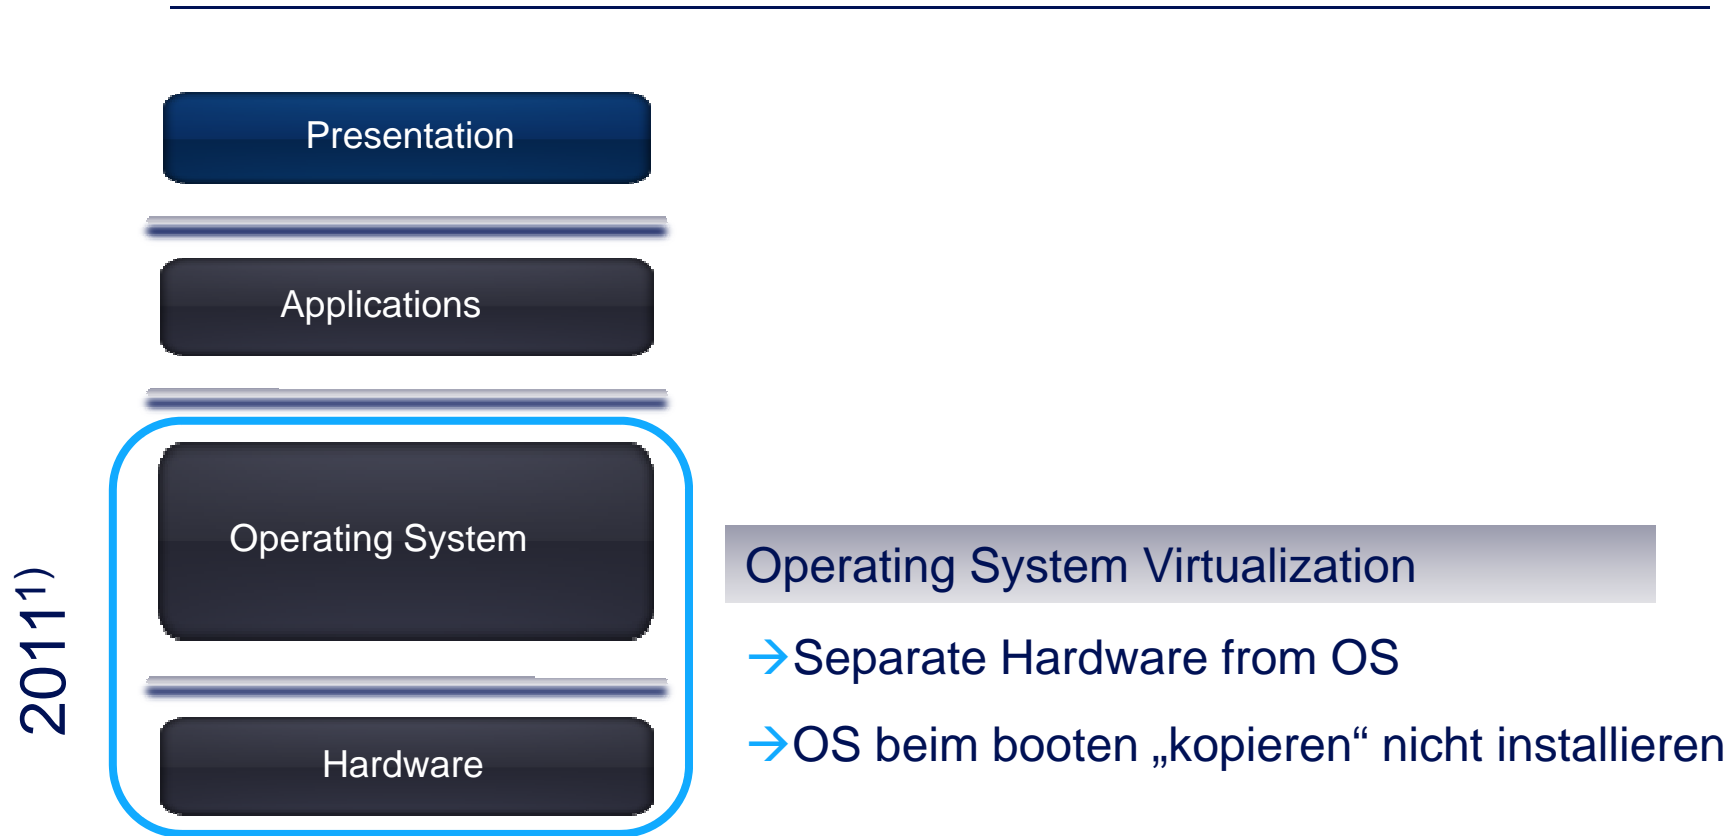 Presentation
Applications
Operating System
Hardware
2011¹⁾
Operating System Virtualization
→Separate Hardware from OS
→OS beim booten „kopieren“ nicht installieren